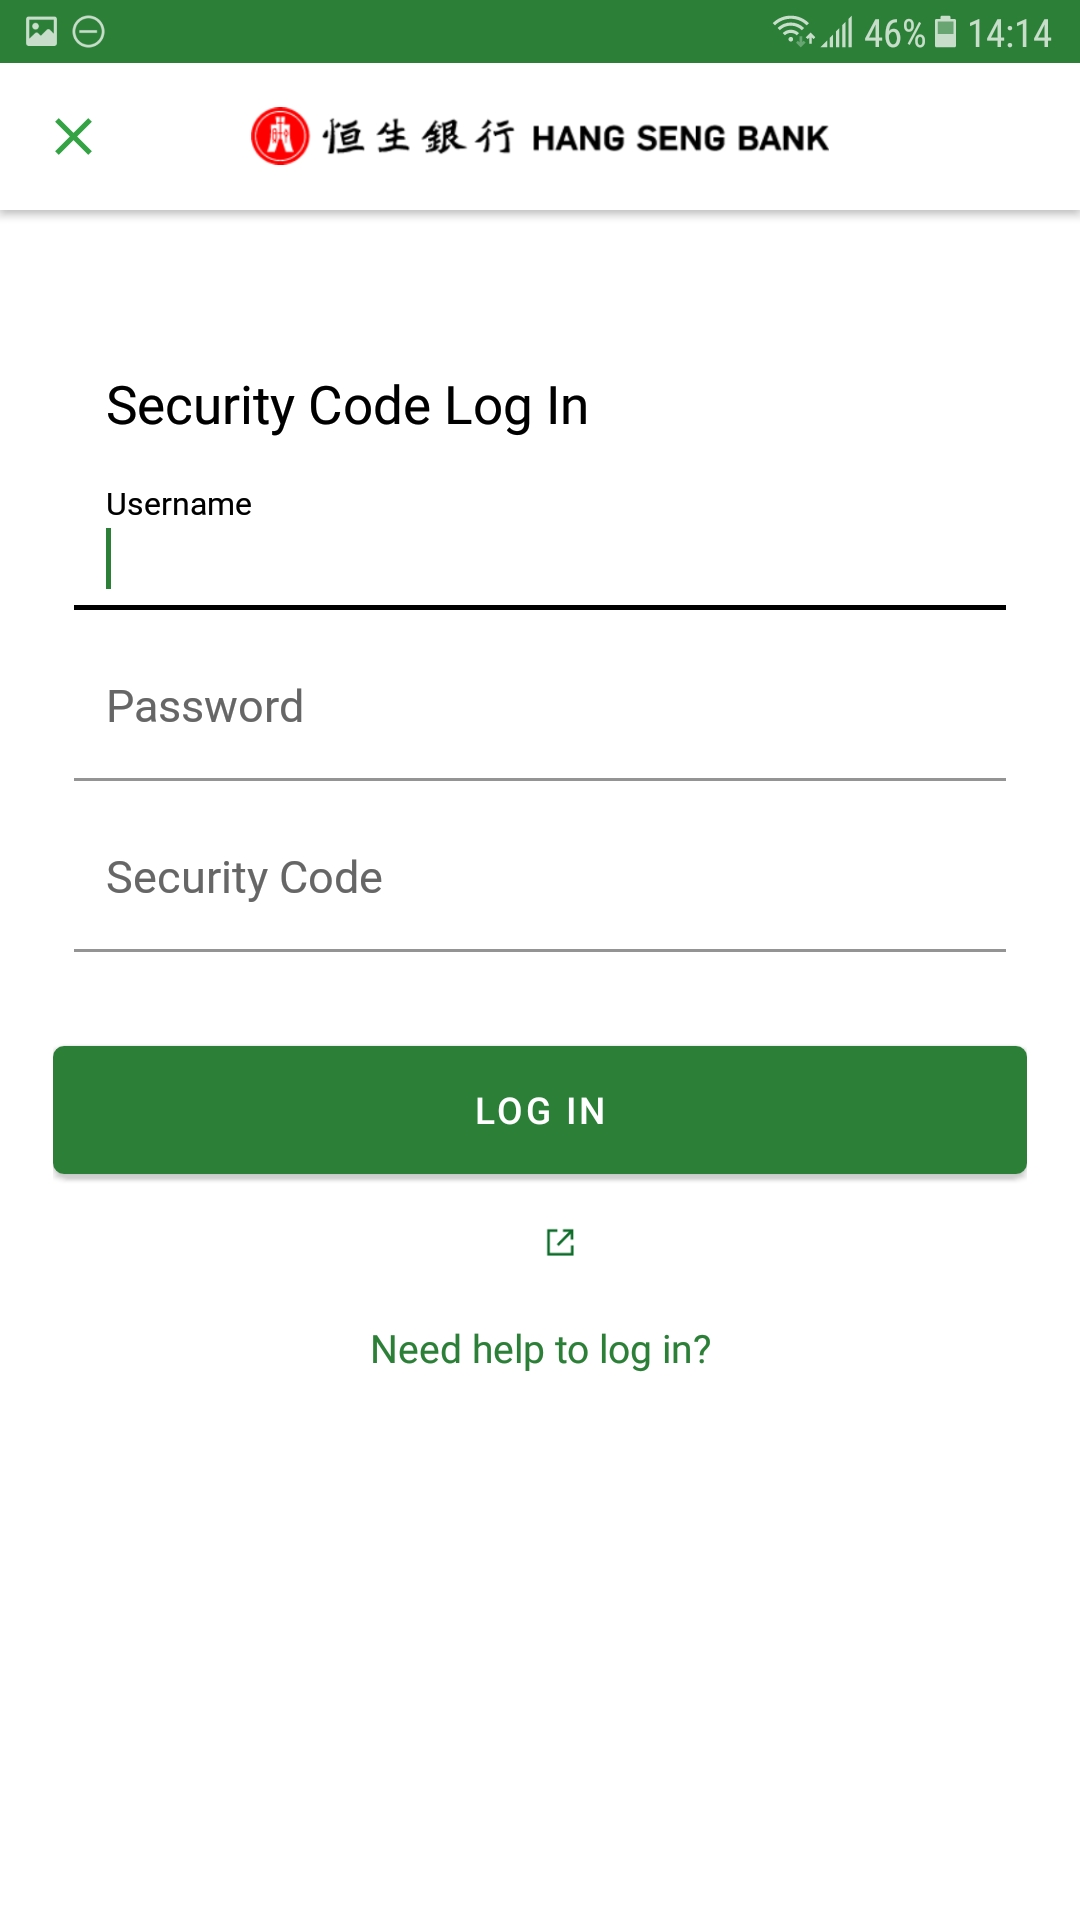 46% 14:14
恒生銀行 HANG SENG BANK
Security Code Log In
Username
Password
Security Code
LOG IN
Need help to log in?